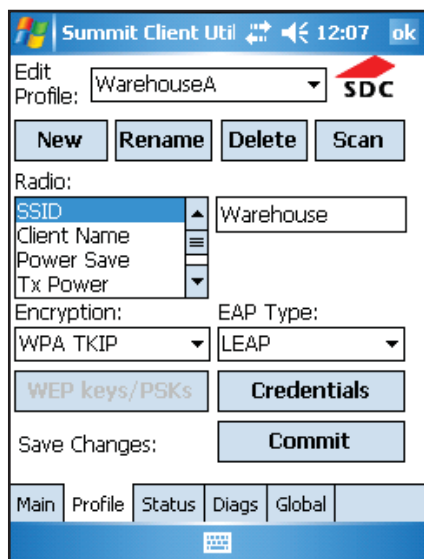 Summit Client Util 12:07 ok
Edit Profile: WarehouseA SDC
New Rename Delete Scan
Radio:
SSID Warehouse
Client Name
Power Save
Tx Power
Encryption: EAP Type:
WPA TKIP LEAP
WEP keys/PSKs Credentials
Save Changes: Commit
Main Profile Status Diags Global